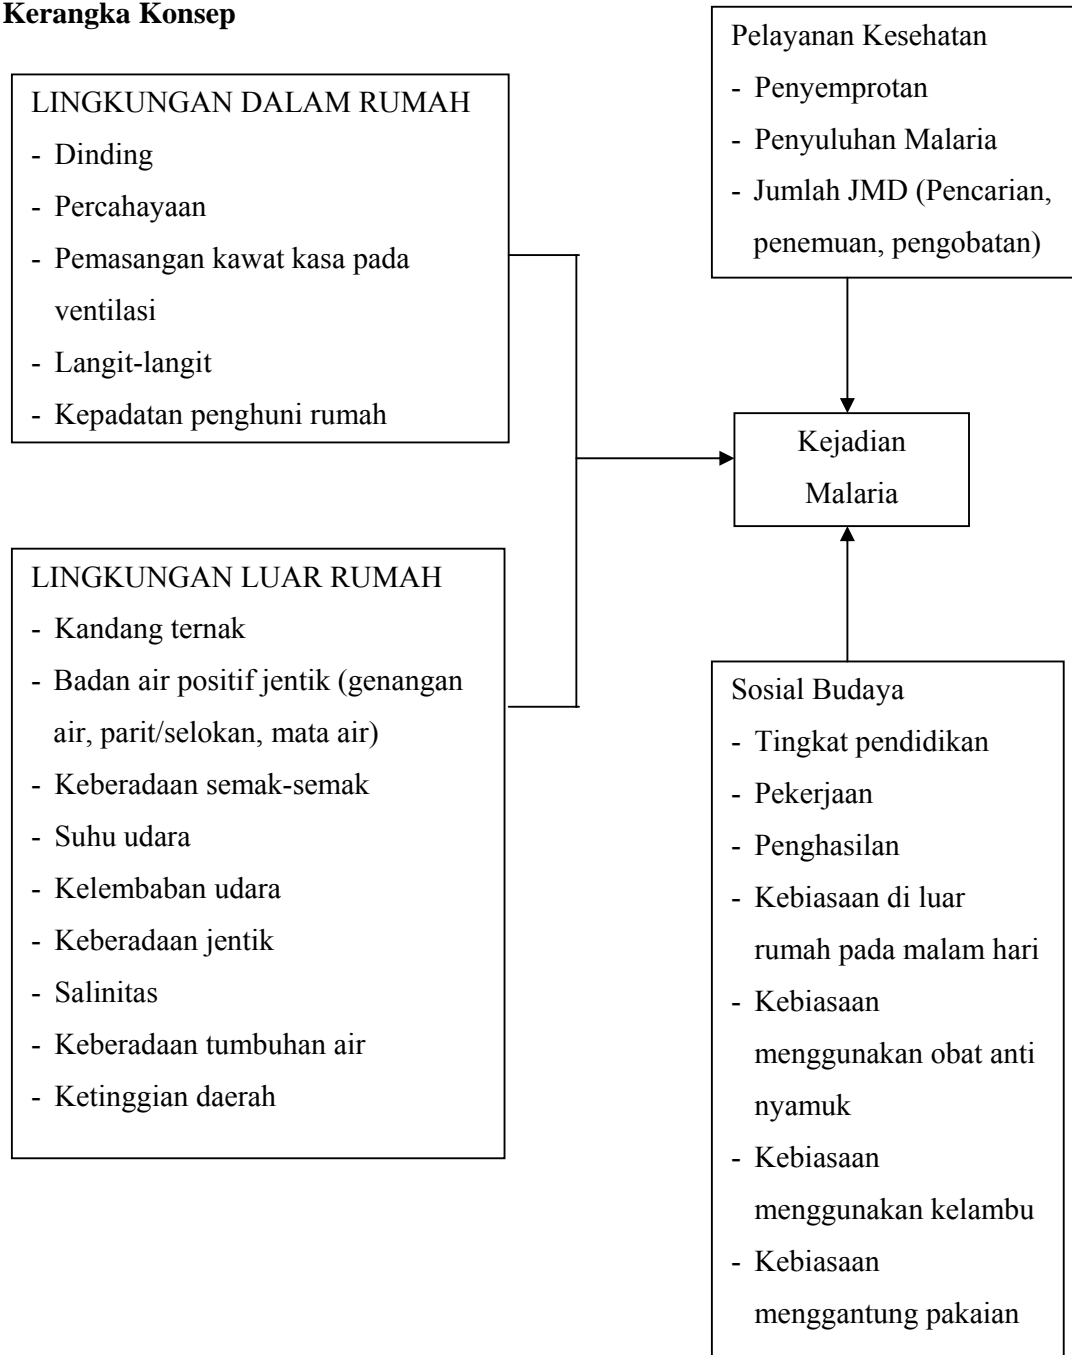 Kerangka Konsep
LINGKUNGAN DALAM RUMAH
- Dinding
- Percahayaan
- Pemasangan kawat kasa pada
ventilasi
- Langit-langit
- Kepadatan penghuni rumah
LINGKUNGAN LUAR RUMAH
- Kandang ternak
- Badan air positif jentik (genangan
air, parit/selokan, mata air)
- Keberadaan semak-semak
- Suhu udara
- Kelembaban udara
- Keberadaan jentik
- Salinitas
- Keberadaan tumbuhan air
- Ketinggian daerah
Pelayanan Kesehatan
- Penyemprotan
- Penyuluhan Malaria
- Jumlah JMD (Pencarian,
penemuan, pengobatan)
Kejadian
Malaria
Sosial Budaya
- Tingkat pendidikan
- Pekerjaan
- Penghasilan
- Kebiasaan di luar
rumah pada malam hari
- Kebiasaan
menggunakan obat anti
nyamuk
- Kebiasaan
menggunakan kelambu
- Kebiasaan
menggantung pakaian